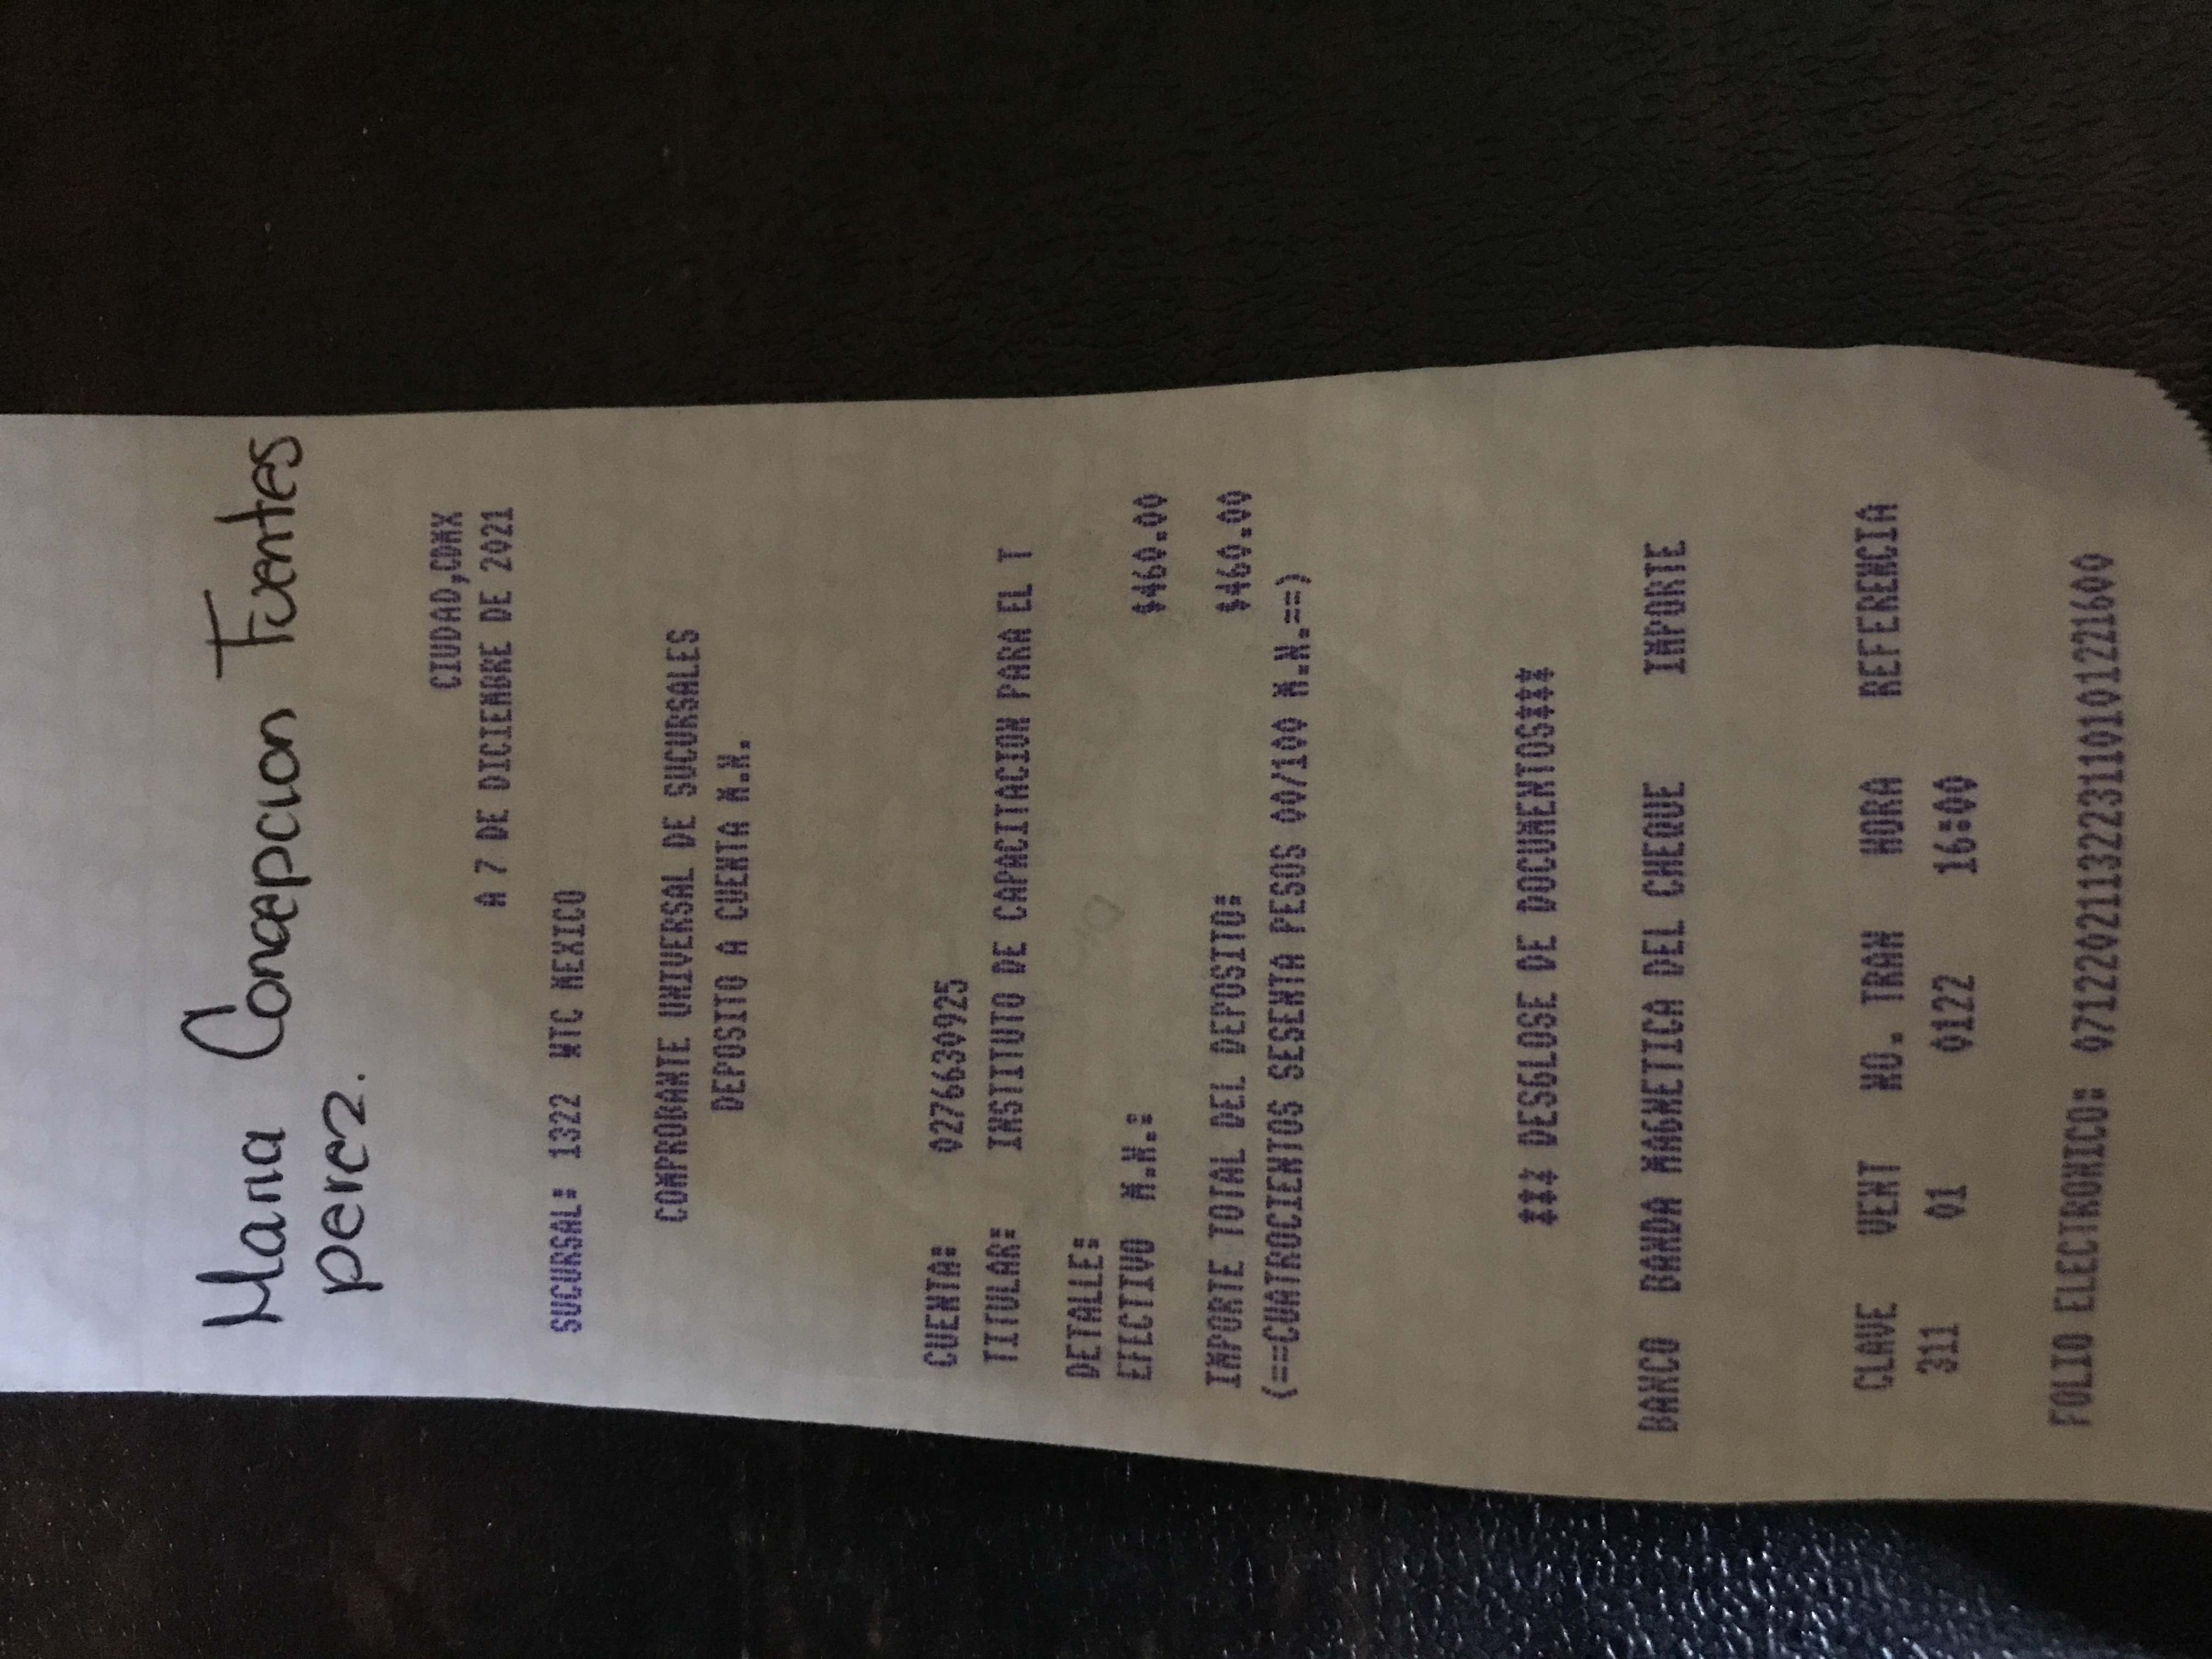 Maria Concepcion Fuentes
perez.
CIUDAD,CDMX
A 7 DE DICIEMBRE DE 2021
SUCURSAL: 1322 WTC MEXICO
COMPROBANTE UNIVERSAL DE SUCURSALES
DEPOSITO A CUENTA M.N.
CUENTA: 0276630925
TITULAR: INSTITUTO DE CAPACITACION PARA EL T
DETALLE:
EFECTIVO M.N.: $460.00
IMPORTE TOTAL DEL DEPOSITO: $460.00
(==CUATROCIENTOS SESENTA PESOS 00/100 M.N.==)
*** DESGLOSE DE DOCUMENTOS***
BANCO BANDA MAGNETICA DEL CHEQUE IMPORTE
CLAVE VENT NO. TRAN HORA REFERENCIA
311 01 0122 16:00
FOLIO ELECTRONICO: 0712202113223110101221600